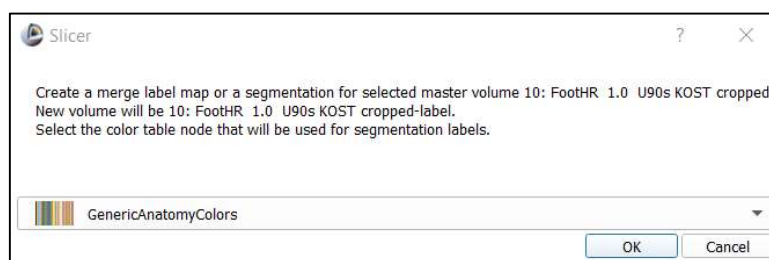 Slicer
?
Create a merge label map or a segmentation for selected master volume 10: FootHR 1.0 U90s KOST cropped
New volume will be 10: FootHR 1.0 U90s KOST cropped-label.
Select the color table node that will be used for segmentation labels.
GenericAnatomyColors
OK Cancel